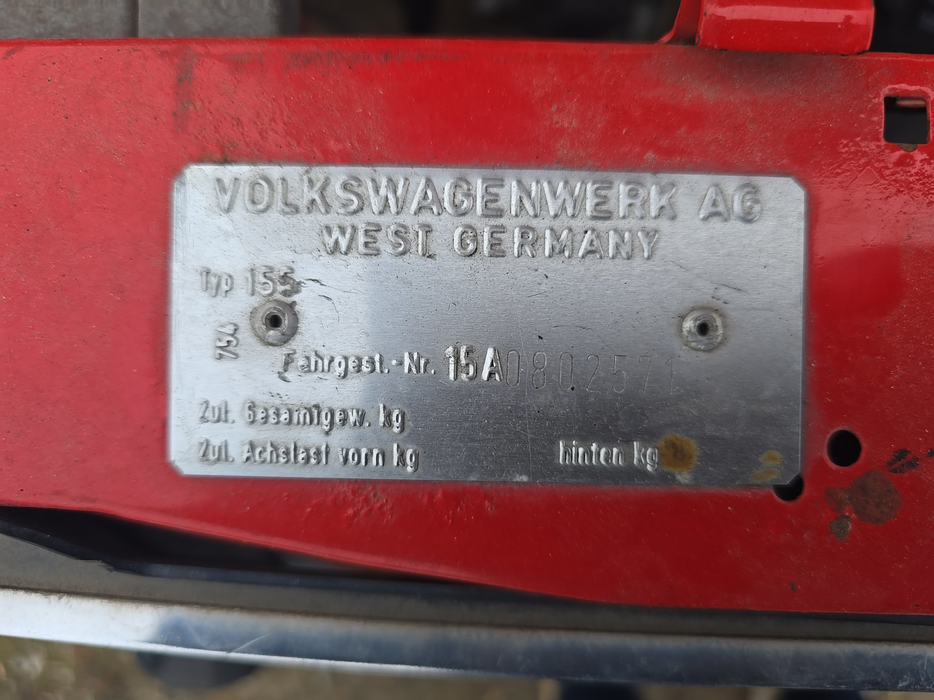 VOLKSWAGENWERK AG
WEST GERMANY
Typ 155
754
Fahrgest.-Nr. 15A0802571
Zul. Gesamtgew. kg
Zul. Achslast vorn kg hinten kg